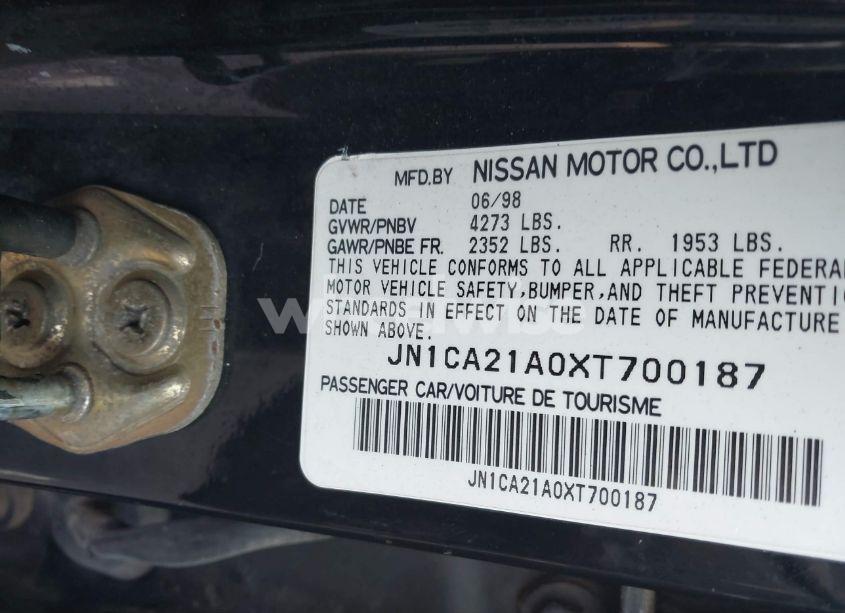 MFD.BY NISSAN MOTOR CO.,LTD
DATE 06/98
GVWR/PNBV 4273 LBS.
GAWR/PNBE FR. 2352 LBS. RR. 1953 LBS.
THIS VEHICLE CONFORMS TO ALL APPLICABLE FEDERAL
MOTOR VEHICLE SAFETY,BUMPER,AND THEFT PREVENTIO
STANDARDS IN EFFECT ON THE DATE OF MANUFACTURE
SHOWN ABOVE.
JN1CA21A0XT700187
PASSENGER CAR/VOITURE DE TOURISME
JN1CA21A0XT700187